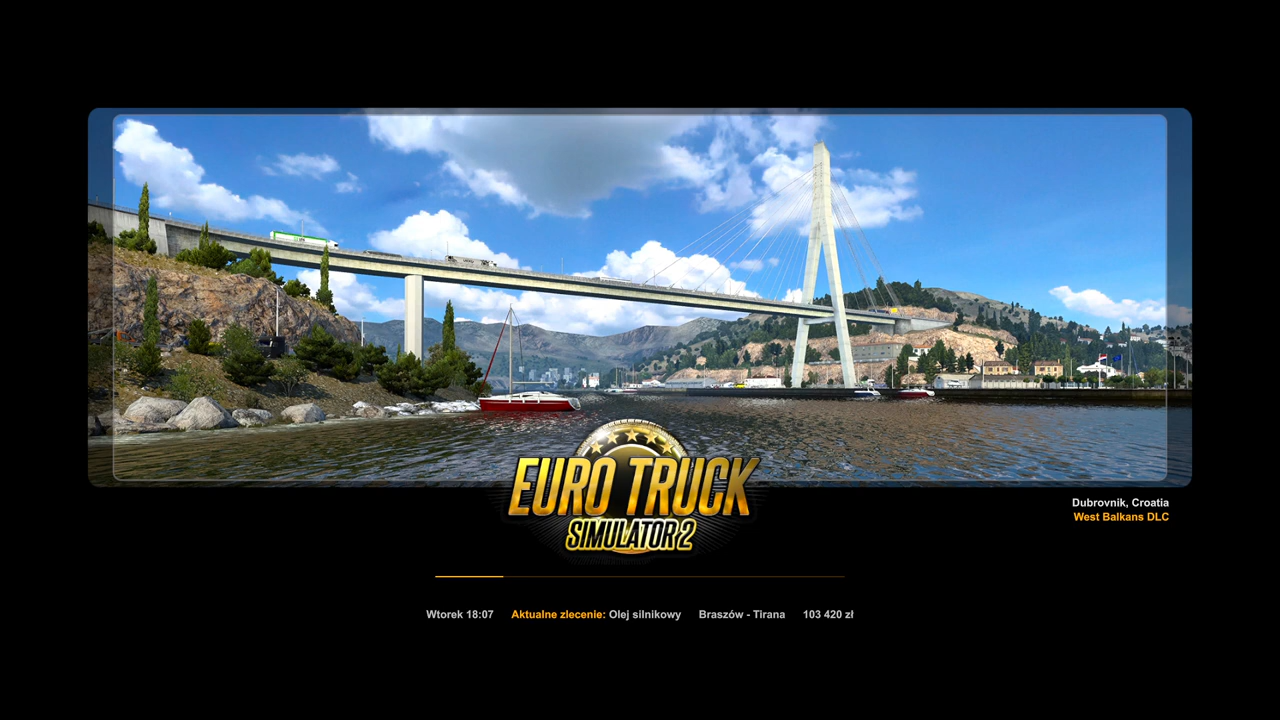 EURO TRUCK
SIMULATOR 2
Dubrovnik, Croatia
West Balkans DLC
Wtorek 18:07 Aktualne zlecenie: Olej silnikowy Braszów - Tirana 103 420 zł